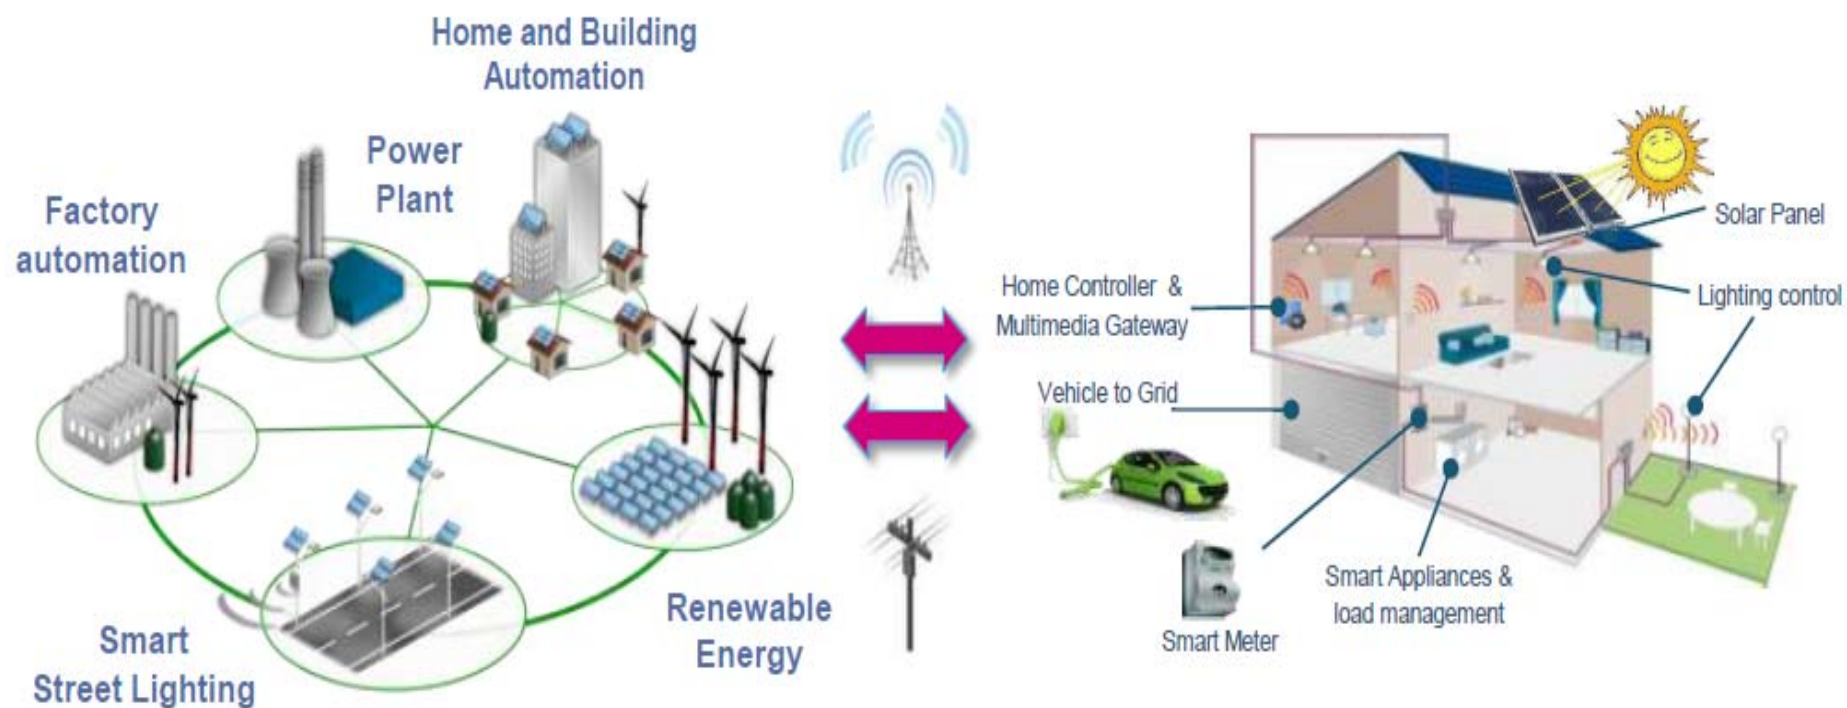 Home and Building
Automation
Power
Plant
Factory
automation
Smart
Street Lighting
Renewable
Energy
Home Controller &
Multimedia Gateway
Vehicle to Grid
Smart Meter
Smart Appliances &
load management
Solar Panel
Lighting control